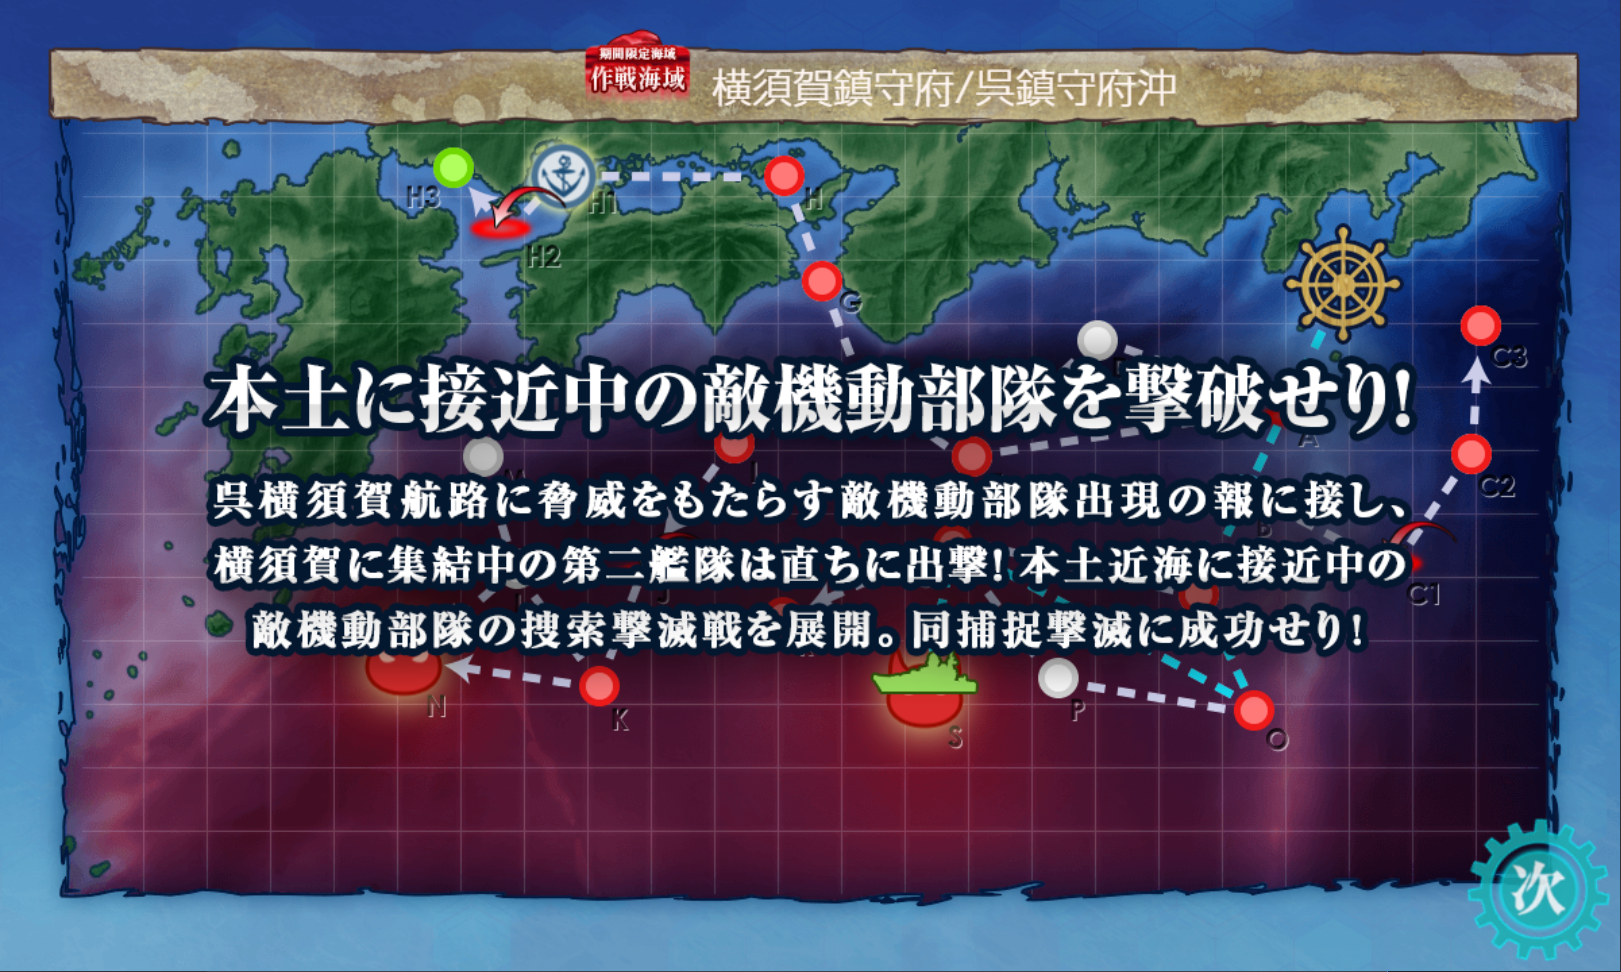 期間限定海域
作戦海域
横須賀鎮守府/呉鎮守府沖
H3
H1
H
H2
G
C3
本土に接近中の敵機動部隊を撃破せり!
A
C2
呉横須賀航路に脅威をもたらす敵機動部隊出現の報に接し、
B
横須賀に集結中の第二艦隊は直ちに出撃! 本土近海に接近中の
J
C1
敵機動部隊の捜索撃滅戦を展開。同捕捉撃滅に成功せり!
N
K
S
P
O
次